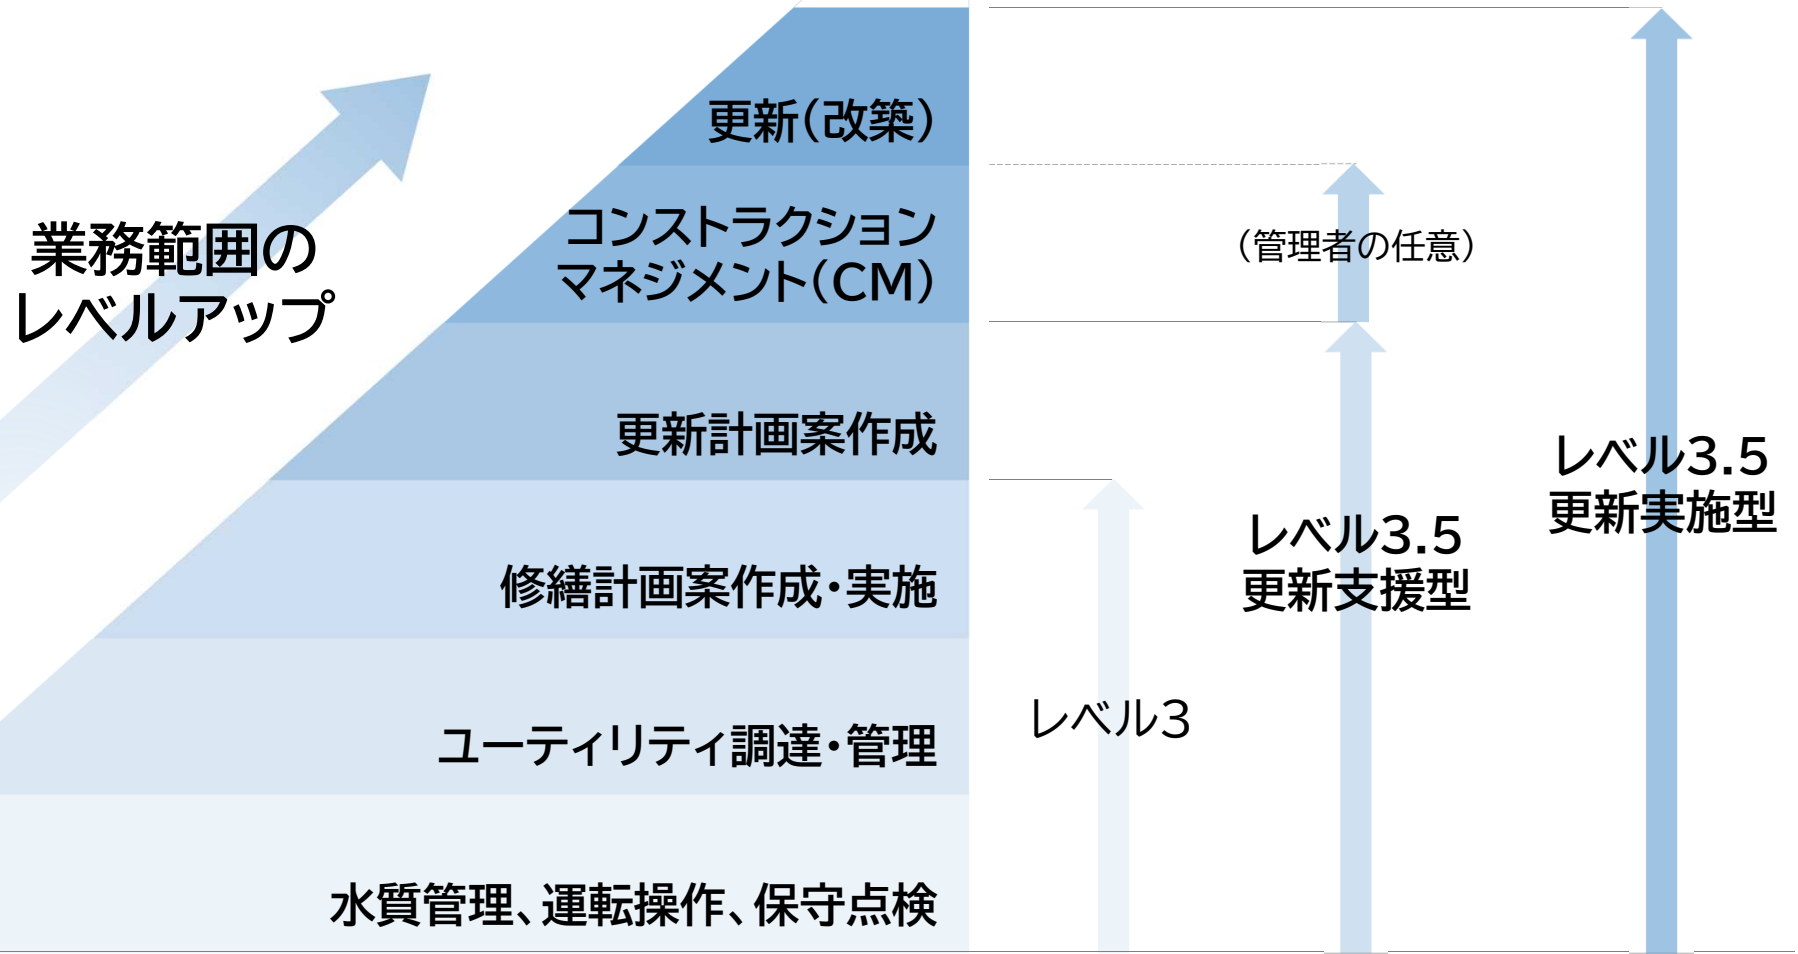 業務範囲の
レベルアップ
更新(改築)
コンストラクション
マネジメント(CM)
更新計画案作成
修繕計画案作成・実施
ユーティリティ調達・管理
水質管理、運転操作、保守点検
レベル3
(管理者の任意)
レベル3.5
更新支援型
レベル3.5
更新実施型